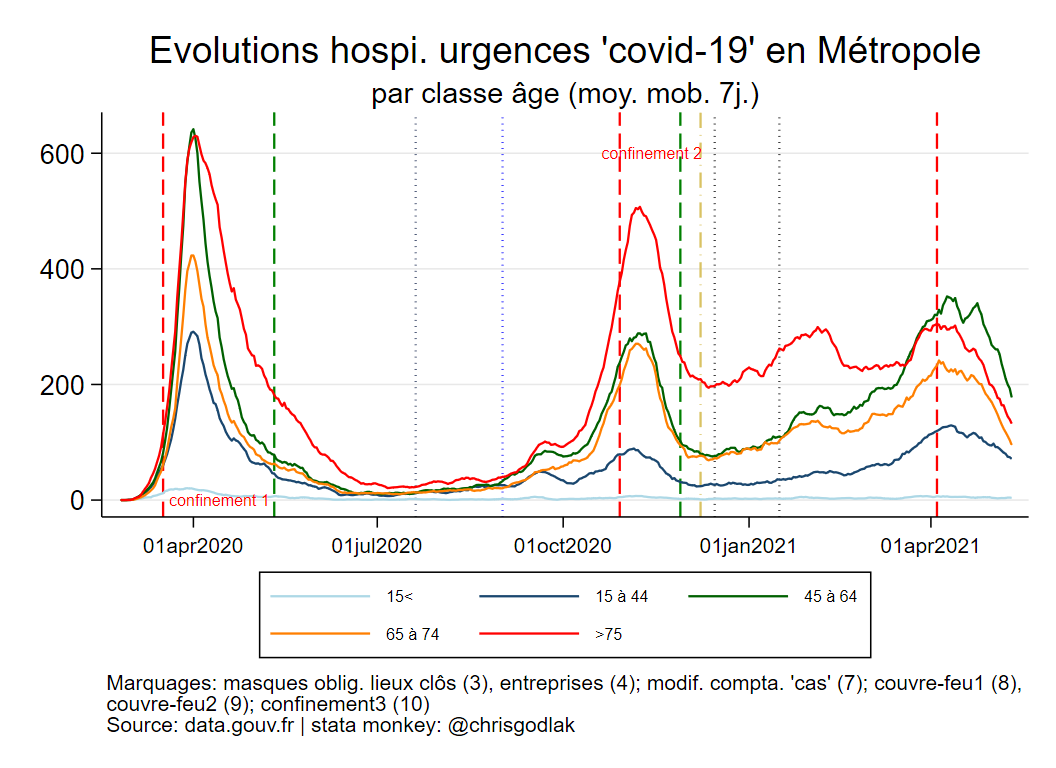 Evolutions hospi. urgences 'covid-19' en Métropole
par classe âge (moy. mob. 7j.)
600
400
200
0
confinement 2
confinement 1
01apr2020
01jul2020
01oct2020
01jan2021
01apr2021
15<
15 à 44
45 à 64
65 à 74
>75
Marquages: masques oblig. lieux clôs (3), entreprises (4); modif. compta. 'cas' (7); couvre-feu1 (8),
couvre-feu2 (9); confinement3 (10)
Source: data.gouv.fr | stata monkey: @chrisgodlak